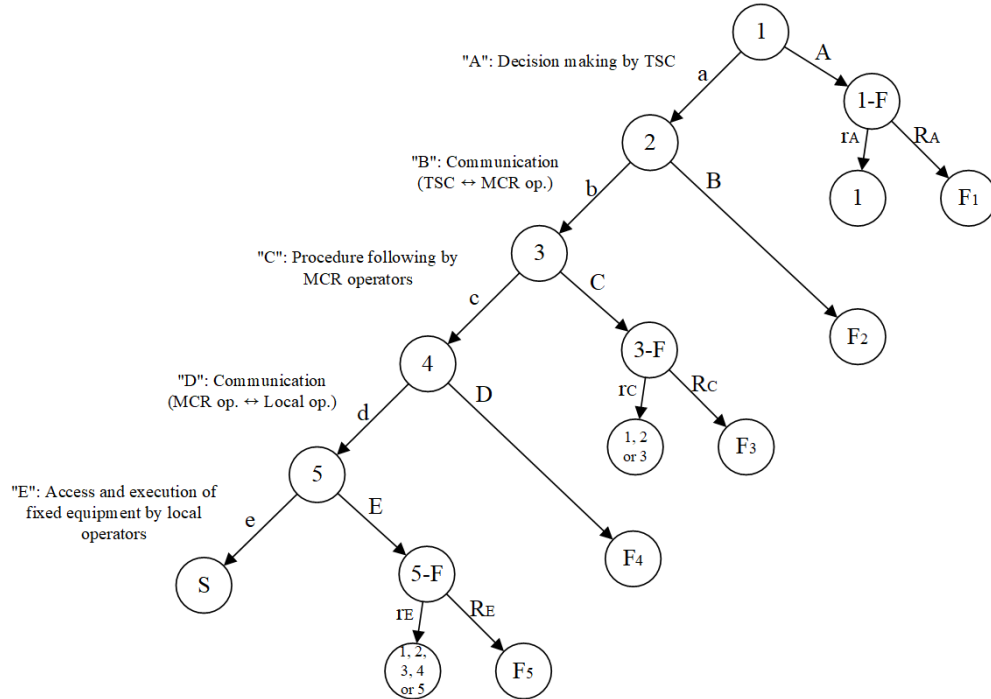 1
"A": Decision making by TSC
a
A
1-F
rA
RA
2
"B": Communication
(TSC ↔ MCR op.)
b
B
1
F1
3
"C": Procedure following by
MCR operators
c
C
F2
3-F
4
"D": Communication
(MCR op. ↔ Local op.)
d
D
rC
RC
1, 2
or 3
F3
5
"E": Access and execution of
fixed equipment by local
operators
e
E
F4
S
5-F
rE
RE
1, 2,
3, 4
or 5
F5